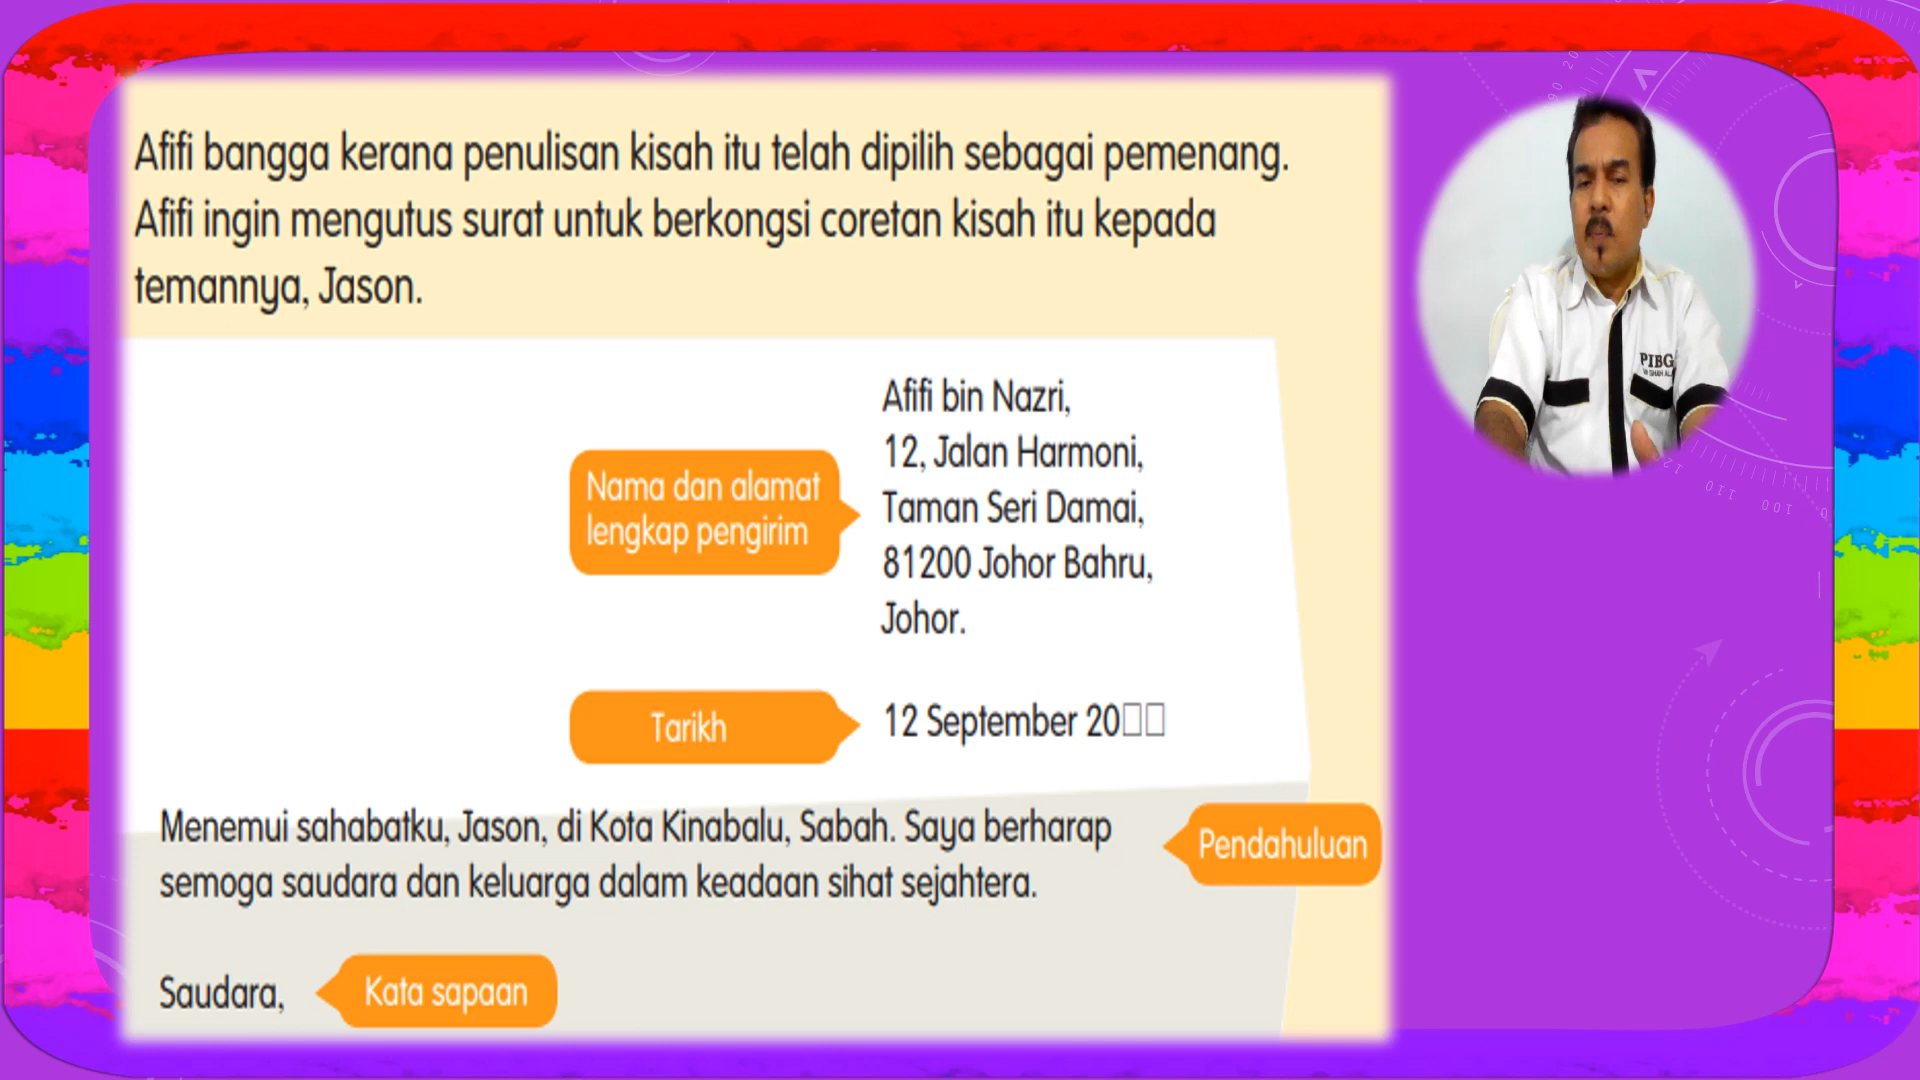 Afifi bangga kerana penulisan kisah itu telah dipilih sebagai pemenang.
Afifi ingin mengutus surat untuk berkongsi coretan kisah itu kepada
temannya, Jason.
Afifi bin Nazri,
12, Jalan Harmoni,
Taman Seri Damai,
81200 Johor Bahru,
Johor.
Nama dan alamat
lengkap pengirim
Tarikh
12 September 20□□
Menemui sahabatku, Jason, di Kota Kinabalu, Sabah. Saya berharap
semoga saudara dan keluarga dalam keadaan sihat sejahtera.
Pendahuluan
Saudara,
Kata sapaan
PIBG